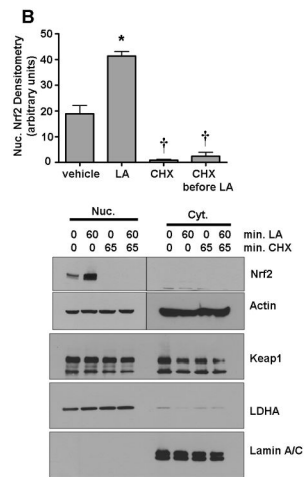 B
Nuc. Nrf2 Densitometry
(arbitrary units)
50
40
30
20
10
0
*
†
†
vehicle LA CHX CHX
before LA
Nuc. Cyt.
0 60 0 60 0 60 0 60 min. LA
0 0 65 65 0 0 65 65 min. CHX
Nrf2
Actin
Keap1
LDHA
Lamin A/C